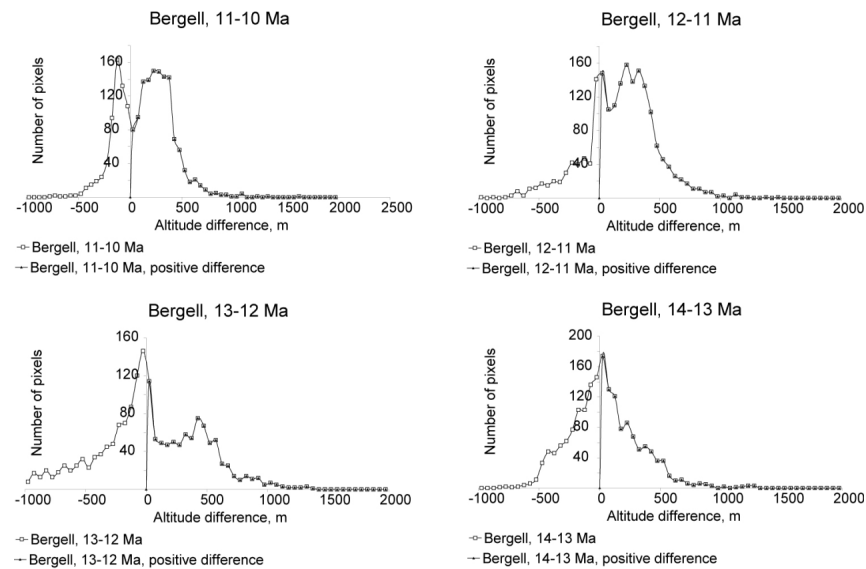 Bergell, 11-10 Ma
Number of pixels
160
120
80
40
-1000 -500 0 500 1000 1500 2000 2500
Altitude difference, m
Bergell, 11-10 Ma
Bergell, 11-10 Ma, positive difference
Bergell, 12-11 Ma
Number of pixels
160
120
80
40
-1000 -500 0 500 1000 1500 2000
Altitude difference, m
Bergell, 12-11 Ma
Bergell, 12-11 Ma, positive difference
Bergell, 13-12 Ma
Number of pixels
160
120
80
40
-1000 -500 0 500 1000 1500 2000
Altitude difference, m
Bergell, 13-12 Ma
Bergell, 13-12 Ma, positive difference
Bergell, 14-13 Ma
Number of pixels
200
160
120
80
40
-1000 -500 0 500 1000 1500 2000
Altitude difference, m
Bergell, 14-13 Ma
Bergell, 14-13 Ma, positive difference